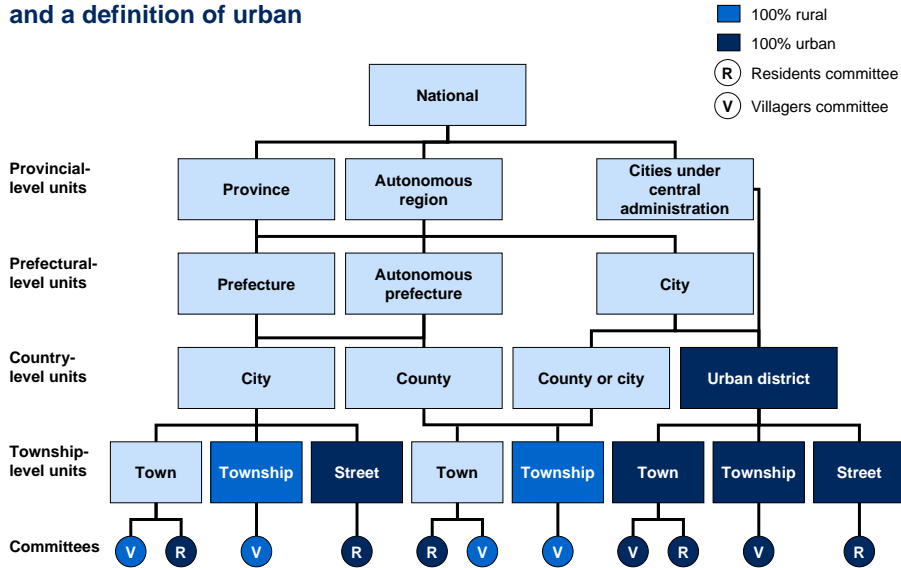 and a definition of urban
100% rural
100% urban
R Residents committee
V Villagers committee
National
Provincial-
level units
Province
Autonomous
region
Cities under
central
administration
Prefectural-
level units
Prefecture
Autonomous
prefecture
City
Country-
level units
City
County
County or city
Urban district
Township-
level units
Town
Township
Street
Town
Township
Town
Township
Street
Committees
V
R
V
R
R
V
V
V
R
V
R